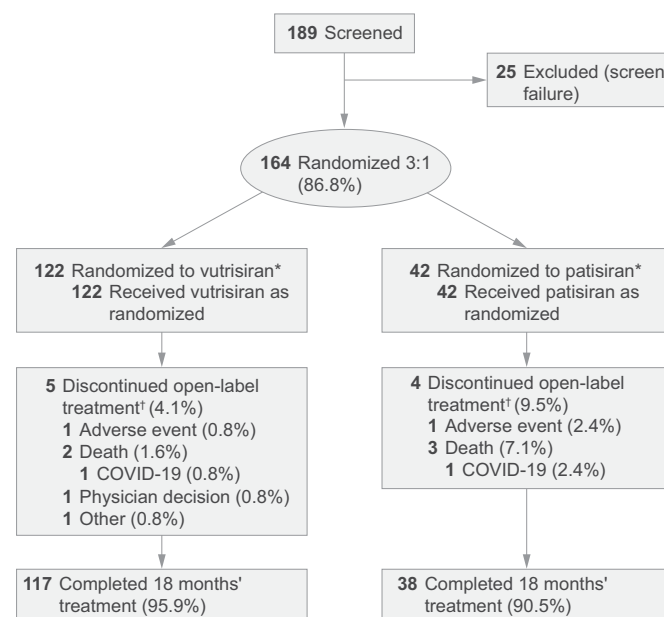 189 Screened
25 Excluded (screen
failure)
164 Randomized 3:1
(86.8%)
122 Randomized to vutrisiran*
122 Received vutrisiran as
randomized
42 Randomized to patisiran*
42 Received patisiran as
randomized
5 Discontinued open-label
treatment† (4.1%)
1 Adverse event (0.8%)
2 Death (1.6%)
1 COVID-19 (0.8%)
1 Physician decision (0.8%)
1 Other (0.8%)
4 Discontinued open-label
treatment† (9.5%)
1 Adverse event (2.4%)
3 Death (7.1%)
1 COVID-19 (2.4%)
117 Completed 18 months'
treatment (95.9%)
38 Completed 18 months'
treatment (90.5%)